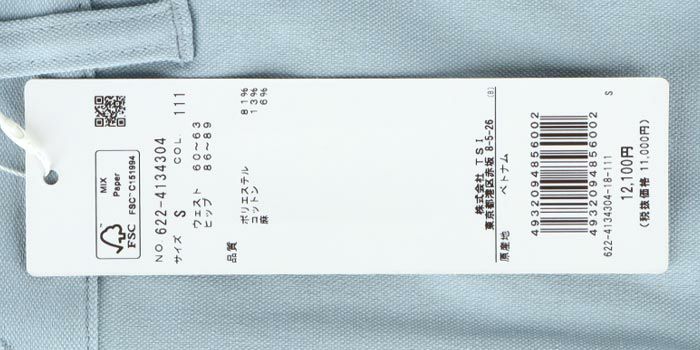 MIX
Paper
FSC
FSC™ C151994
NO 622-4134304
サイズ S COL. 111
ウェスト 60～63
ヒップ 86～89
品質
ポリエステル 81%
コットン 13%
麻 6%
株式会社 TSI
東京都港区赤坂 8-5-26
原産地 ベトナム (B)
4932094856002
4932094856002
622-4134304-18-111
S
12,100円
(税抜価格 11,000円)